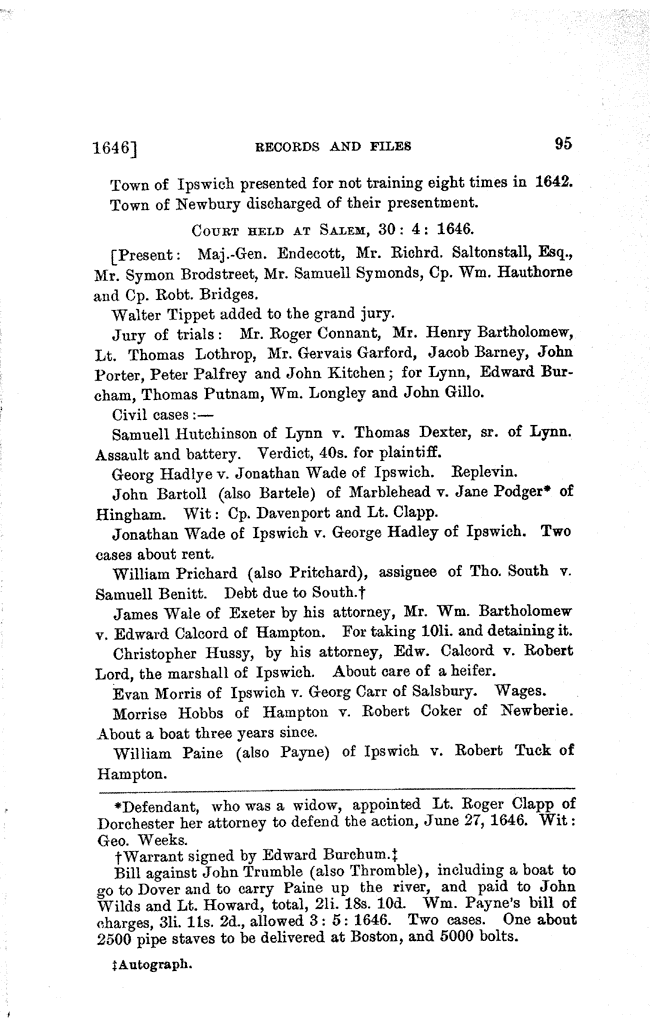 1646] RECORDS AND FILES 95
Town of Ipswich presented for not training eight times in 1642.
Town of Newbury discharged of their presentment.
COURT HELD AT SALEM, 30: 4: 1646.
[Present: Maj.-Gen. Endecott, Mr. Richrd. Saltonstall, Esq.,
Mr. Symon Brodstreet, Mr. Samuell Symonds, Cp. Wm. Hauthorne
and Cp. Robt. Bridges.
Walter Tippet added to the grand jury.
Jury of trials: Mr. Roger Connant, Mr. Henry Bartholomew,
Lt. Thomas Lothrop, Mr. Gervais Garford, Jacob Barney, John
Porter, Peter Palfrey and John Kitchen; for Lynn, Edward Bur-
cham, Thomas Putnam, Wm. Longley and John Gillo.
Civil cases:—
Samuell Hutchinson of Lynn v. Thomas Dexter, sr. of Lynn.
Assault and battery. Verdict, 40s. for plaintiff.
Georg Hadlye v. Jonathan Wade of Ipswich. Replevin.
John Bartoll (also Bartele) of Marblehead v. Jane Podger* of
Hingham. Wit: Cp. Davenport and Lt. Clapp.
Jonathan Wade of Ipswich v. George Hadley of Ipswich. Two
cases about rent.
William Prichard (also Pritchard), assignee of Tho. South v.
Samuell Benitt. Debt due to South.†
James Wale of Exeter by his attorney, Mr. Wm. Bartholomew
v. Edward Calcord of Hampton. For taking 10li. and detaining it.
Christopher Hussy, by his attorney, Edw. Calcord v. Robert
Lord, the marshall of Ipswich. About care of a heifer.
Evan Morris of Ipswich v. Georg Carr of Salsbury. Wages.
Morrise Hobbs of Hampton v. Robert Coker of Newberie.
About a boat three years since.
William Paine (also Payne) of Ipswich v. Robert Tuck of
Hampton.
*Defendant, who was a widow, appointed Lt. Roger Clapp of
Dorchester her attorney to defend the action, June 27, 1646. Wit:
Geo. Weeks.
†Warrant signed by Edward Burchum.‡
Bill against John Trumble (also Thromble), including a boat to
go to Dover and to carry Paine up the river, and paid to John
Wilds and Lt. Howard, total, 2li. 18s. 10d. Wm. Payne's bill of
charges, 3li. 11s. 2d., allowed 3: 5: 1646. Two cases. One about
2500 pipe staves to be delivered at Boston, and 5000 bolts.
‡Autograph.